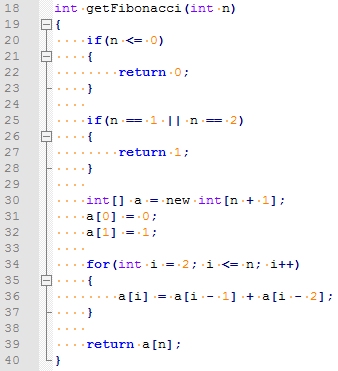 18 int getFibonacci(int n)
19 {
20     if(n <= 0)
21     {
22         return 0;
23     }
24
25     if(n == 1 || n == 2)
26     {
27         return 1;
28     }
29
30     int[] a = new int[n + 1];
31     a[0] = 0;
32     a[1] = 1;
33
34     for(int i = 2; i <= n; i++)
35     {
36         a[i] = a[i - 1] + a[i - 2];
37     }
38
39     return a[n];
40 }